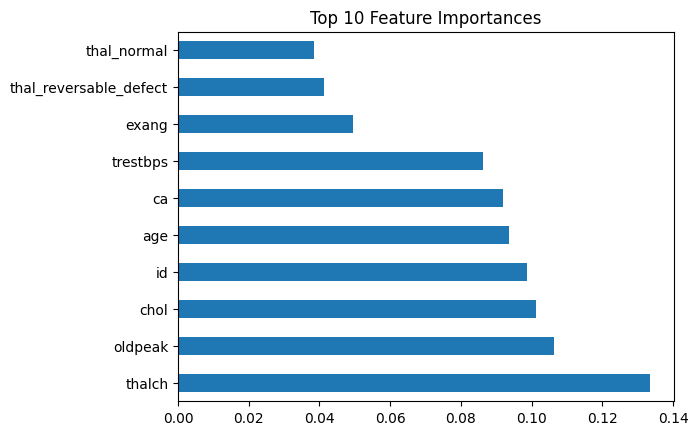 Top 10 Feature Importances
thal_normal
thal_reversable_defect
exang
trestbps
ca
age
id
chol
oldpeak
thalch
0.00 0.02 0.04 0.06 0.08 0.10 0.12 0.14